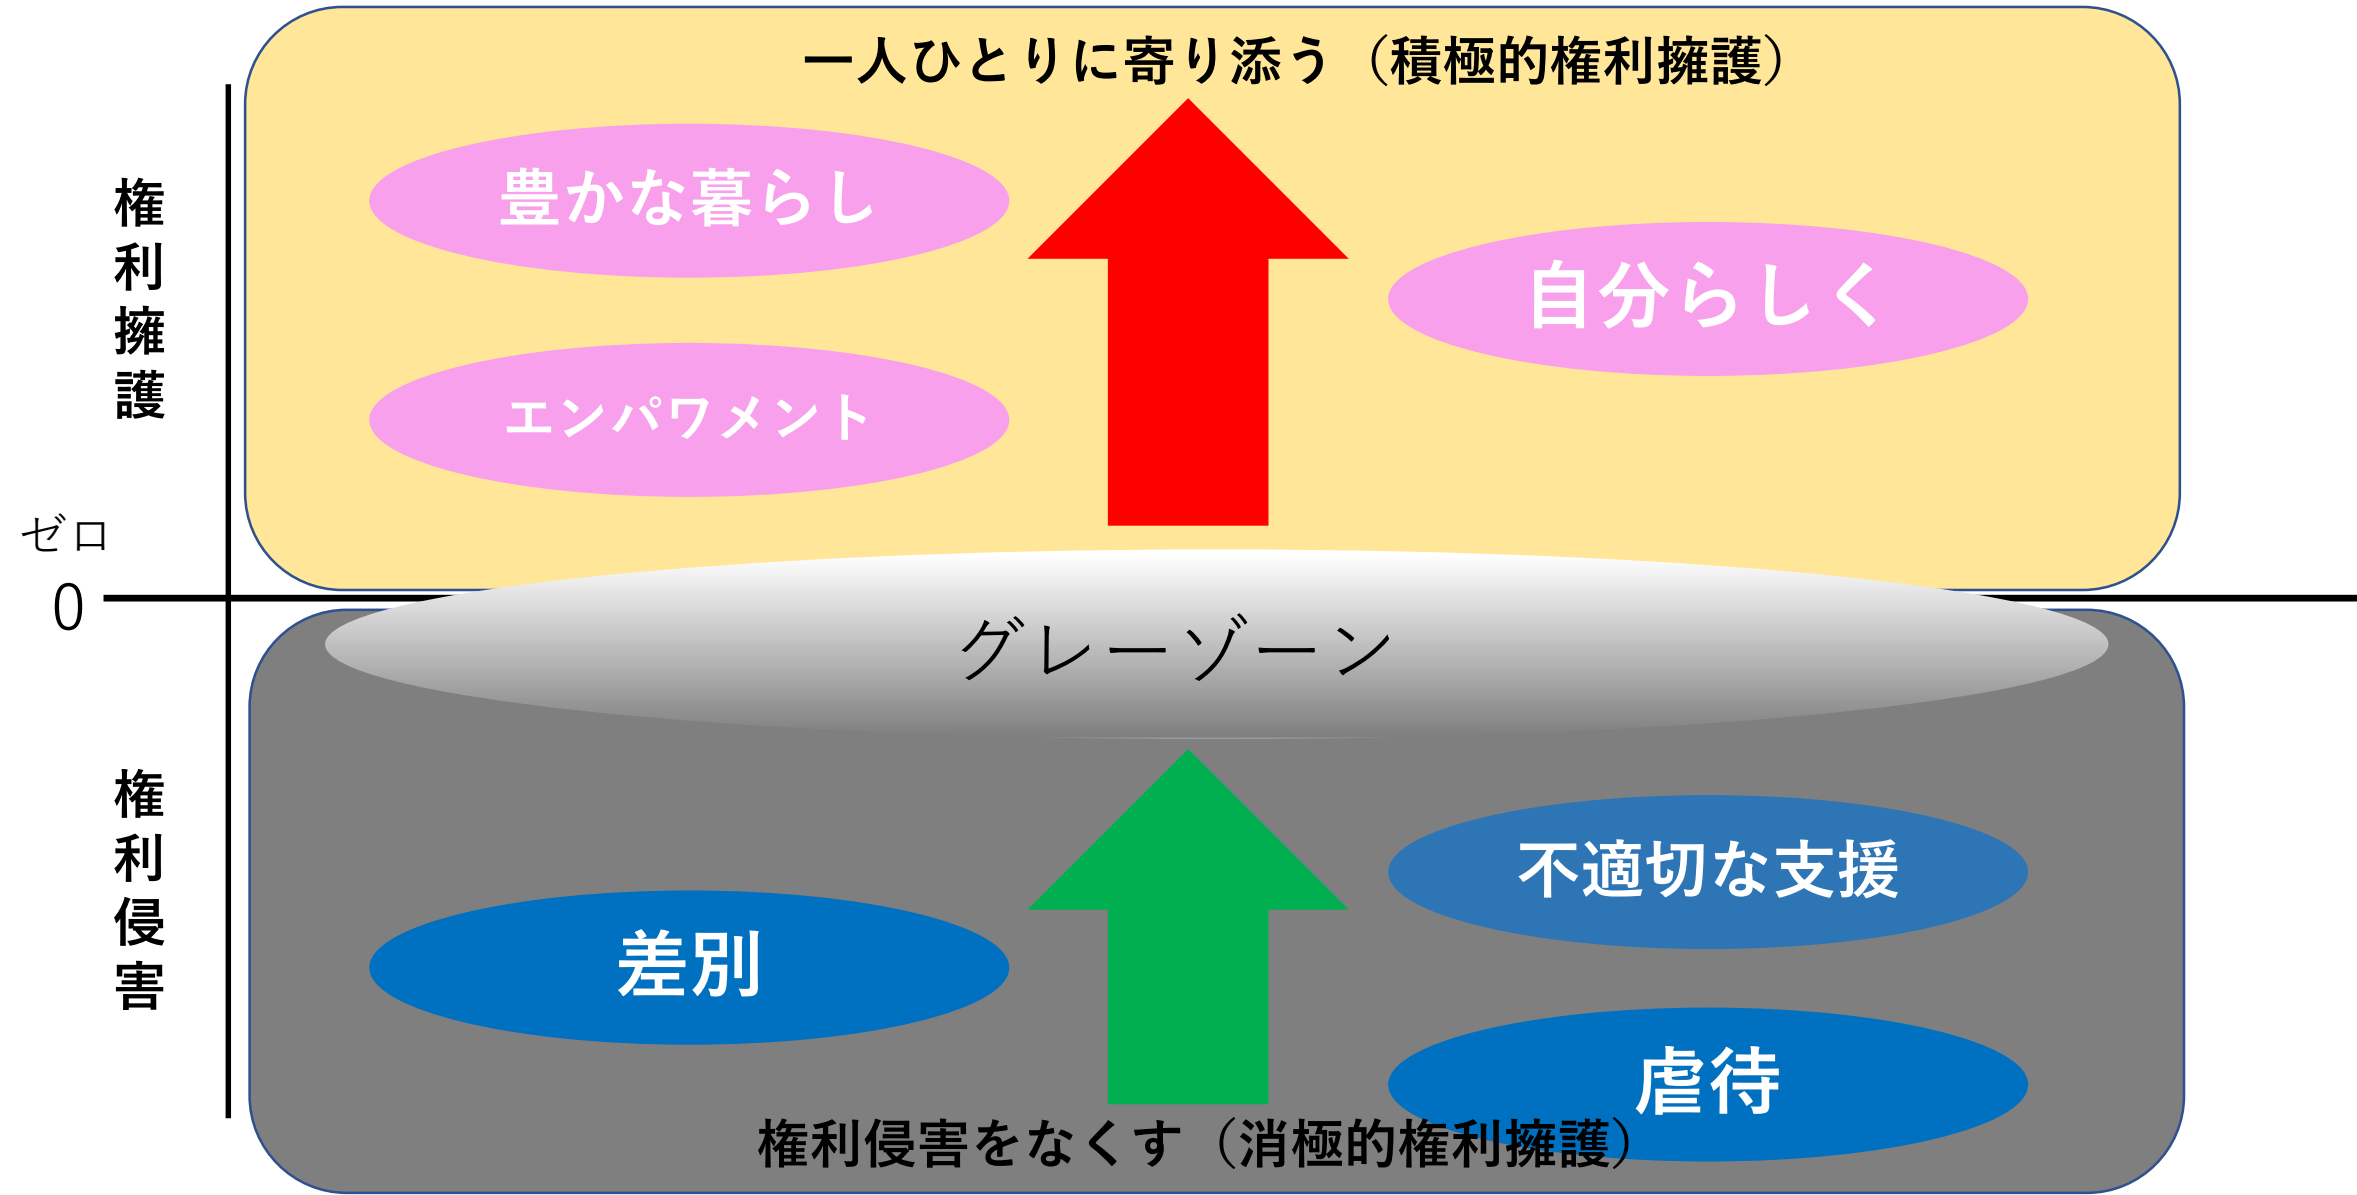 一人ひとりに寄り添う（積極的権利擁護）
権利擁護
豊かな暮らし
自分らしく
エンパワメント
ゼロ
0
グレーゾーン
権利侵害
不適切な支援
差別
虐待
権利侵害をなくす（消極的権利擁護）